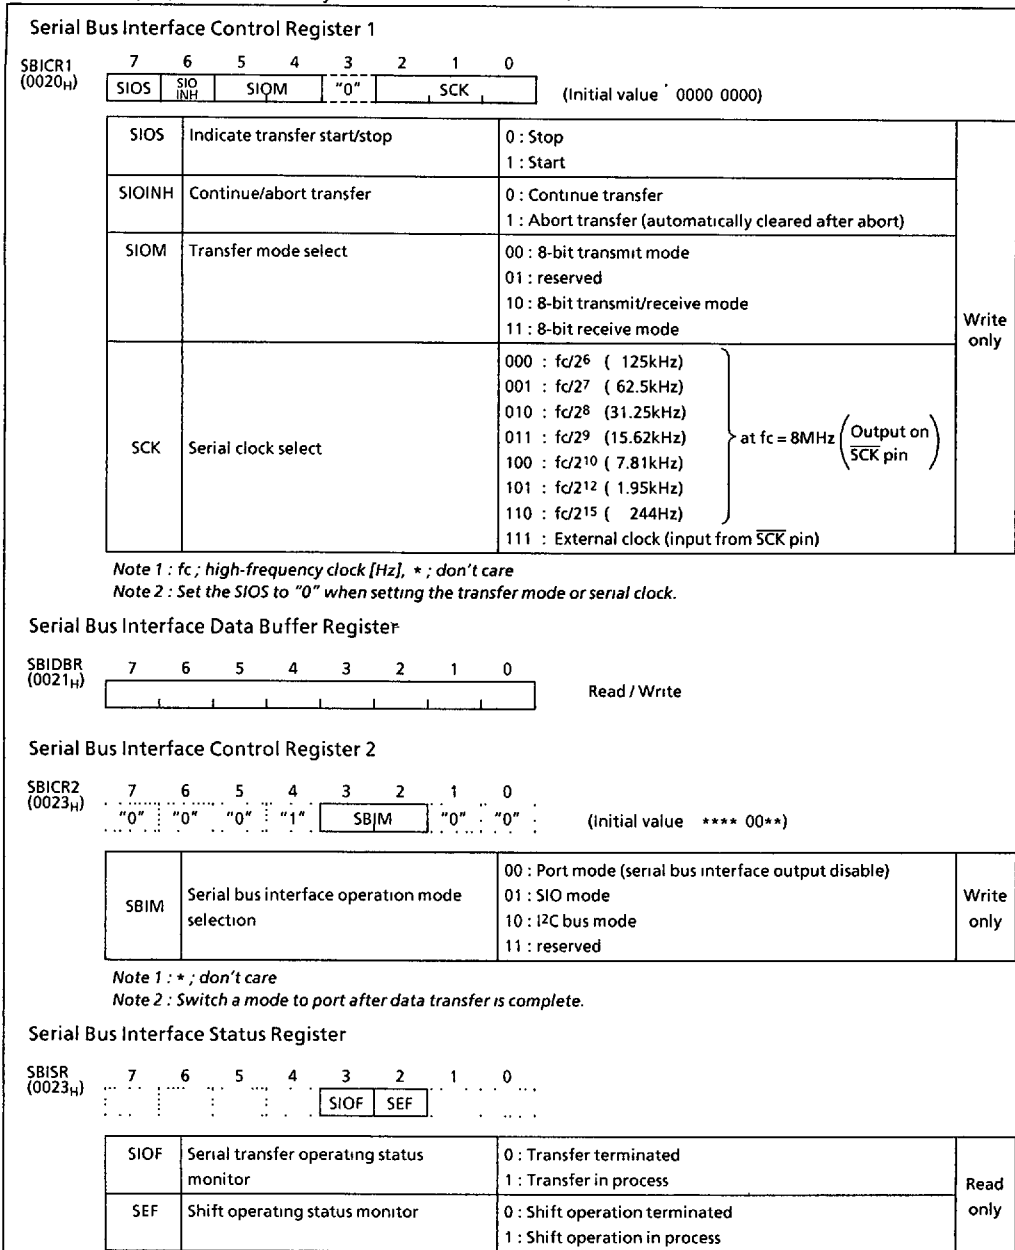 Serial Bus Interface Control Register 1
SBICR1 7 6 5 4 3 2 1 0
(0020H) SIOS SIO INH SIOM "0" SCK (Initial value 0000 0000)
SIOS Indicate transfer start/stop 0 : Stop
1 : Start
SIOINH Continue/abort transfer 0 : Continue transfer
1 : Abort transfer (automatically cleared after abort)
SIOM Transfer mode select 00 : 8-bit transmit mode
01 : reserved
10 : 8-bit transmit/receive mode
11 : 8-bit receive mode
Write only
SCK Serial clock select
000 : fc/2^6 ( 125kHz)
001 : fc/2^7 ( 62.5kHz)
010 : fc/2^8 (31.25kHz)
011 : fc/2^9 (15.62kHz)
100 : fc/2^10 ( 7.81kHz)
101 : fc/2^12 ( 1.95kHz)
110 : fc/2^15 ( 244Hz)
at fc = 8MHz (Output on SCK pin)
111 : External clock (input from SCK pin)
Note 1 : fc ; high-frequency clock [Hz], * ; don't care
Note 2 : Set the SIOS to "0" when setting the transfer mode or serial clock.
Serial Bus Interface Data Buffer Register
SBIDBR 7 6 5 4 3 2 1 0
(0021H) Read / Write
Serial Bus Interface Control Register 2
SBICR2 7 6 5 4 3 2 1 0
(0023H) "0" "0" "0" "1" SBIM "0" "0" (Initial value **** 00**)
SBIM Serial bus interface operation mode selection
00 : Port mode (serial bus interface output disable)
01 : SIO mode
10 : I2C bus mode
11 : reserved
Write only
Note 1 : * ; don't care
Note 2 : Switch a mode to port after data transfer is complete.
Serial Bus Interface Status Register
SBISR 7 6 5 4 3 2 1 0
(0023H) SIOF SEF
SIOF Serial transfer operating status monitor
0 : Transfer terminated
1 : Transfer in process
SEF Shift operating status monitor 0 : Shift operation terminated
1 : Shift operation in process
Read only